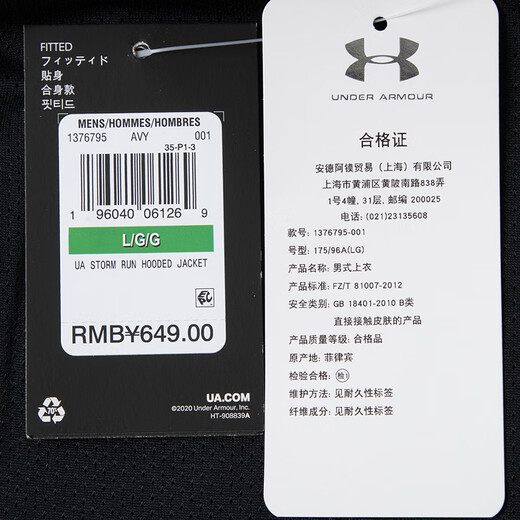 FITTED
フィッティド
貼身
合身款
핏티드
MENS/HOMMES/HOMBRES
1376795 AVY 001
35-P1-3
1 96040 06126 9
L/G/G
UA STORM RUN HOODED JACKET
RMB¥649.00
70%
UA.COM
©2020 Under Armour, Inc.
HT-908839A
UNDER ARMOUR
合格证
安德阿镆贸易（上海）有限公司
上海市黄浦区黄陂南路838弄
1号4幢, 31层, 邮编 200025
电话: (021)23135608
款号: 1376795-001
号型: 175/96A(LG)
产品名称: 男式上衣
产品标准: FZ/T 81007-2012
安全类别: GB 18401-2010 B类
直接接触皮肤的产品
产品质量等级: 合格品
原产地: 菲律宾
检验合格: 检1
维护方法: 见耐久性标签
纤维成分: 见耐久性标签